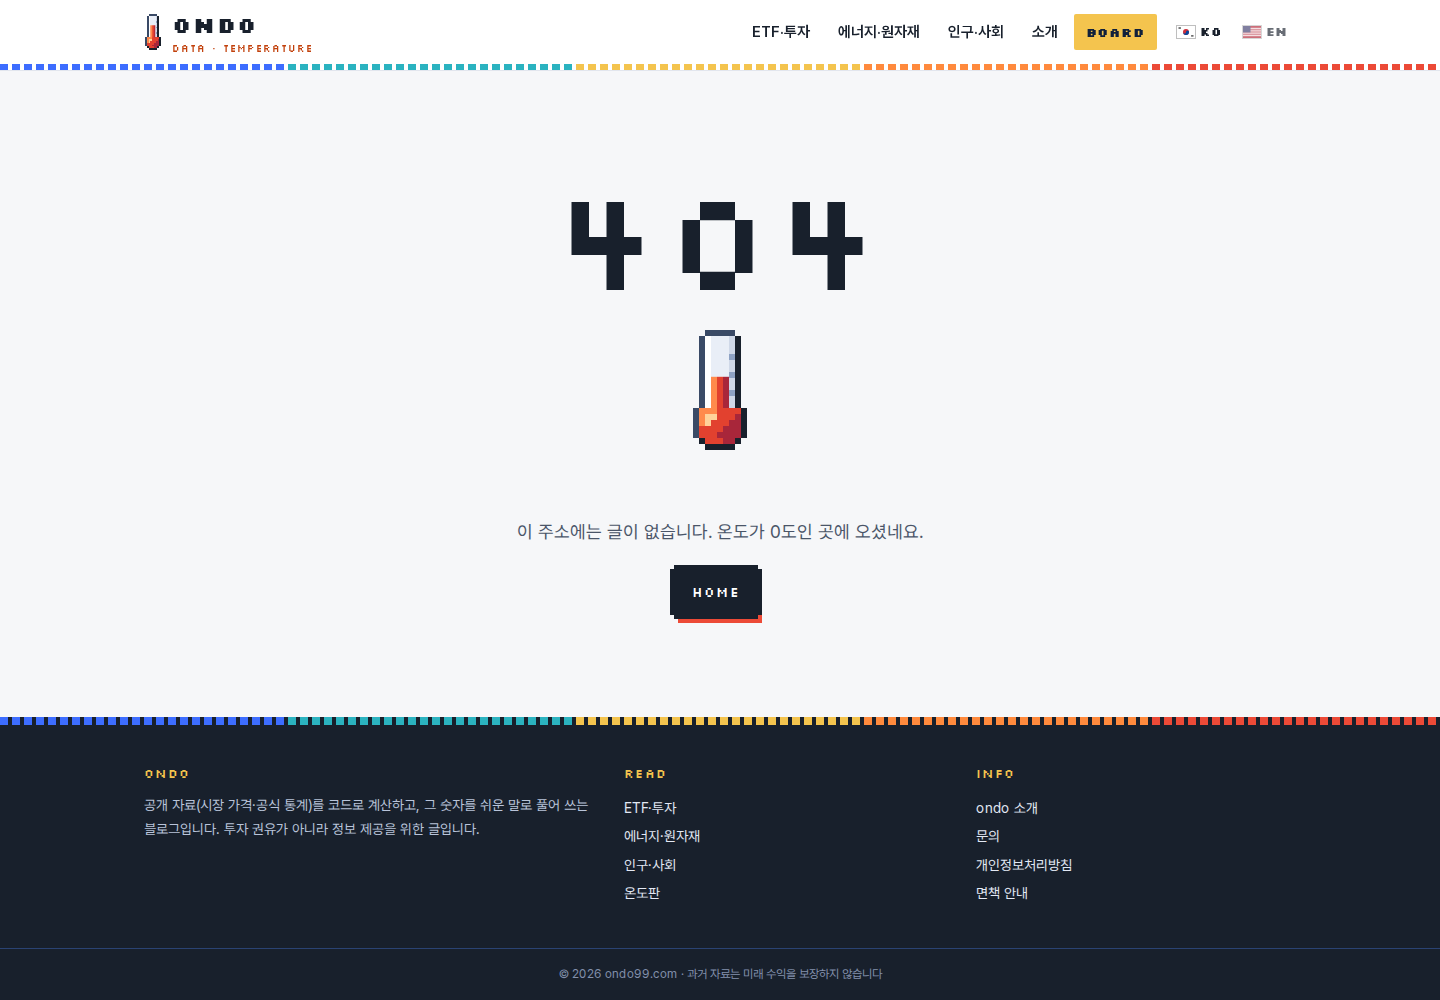 ONDO
DATA · TEMPERATURE
ETF·투자
에너지·원자재
인구·사회
소개
BOARD
KO
EN
404
이 주소에는 글이 없습니다. 온도가 0도인 곳에 오셨네요.
HOME
ONDO
공개 자료(시장 가격·공식 통계)를 코드로 계산하고, 그 숫자를 쉬운 말로 풀어 쓰는
블로그입니다. 투자 권유가 아니라 정보 제공을 위한 글입니다.
READ
ETF·투자
에너지·원자재
인구·사회
온도판
INFO
ondo 소개
문의
개인정보처리방침
면책 안내
© 2026 ondo99.com · 과거 자료는 미래 수익을 보장하지 않습니다